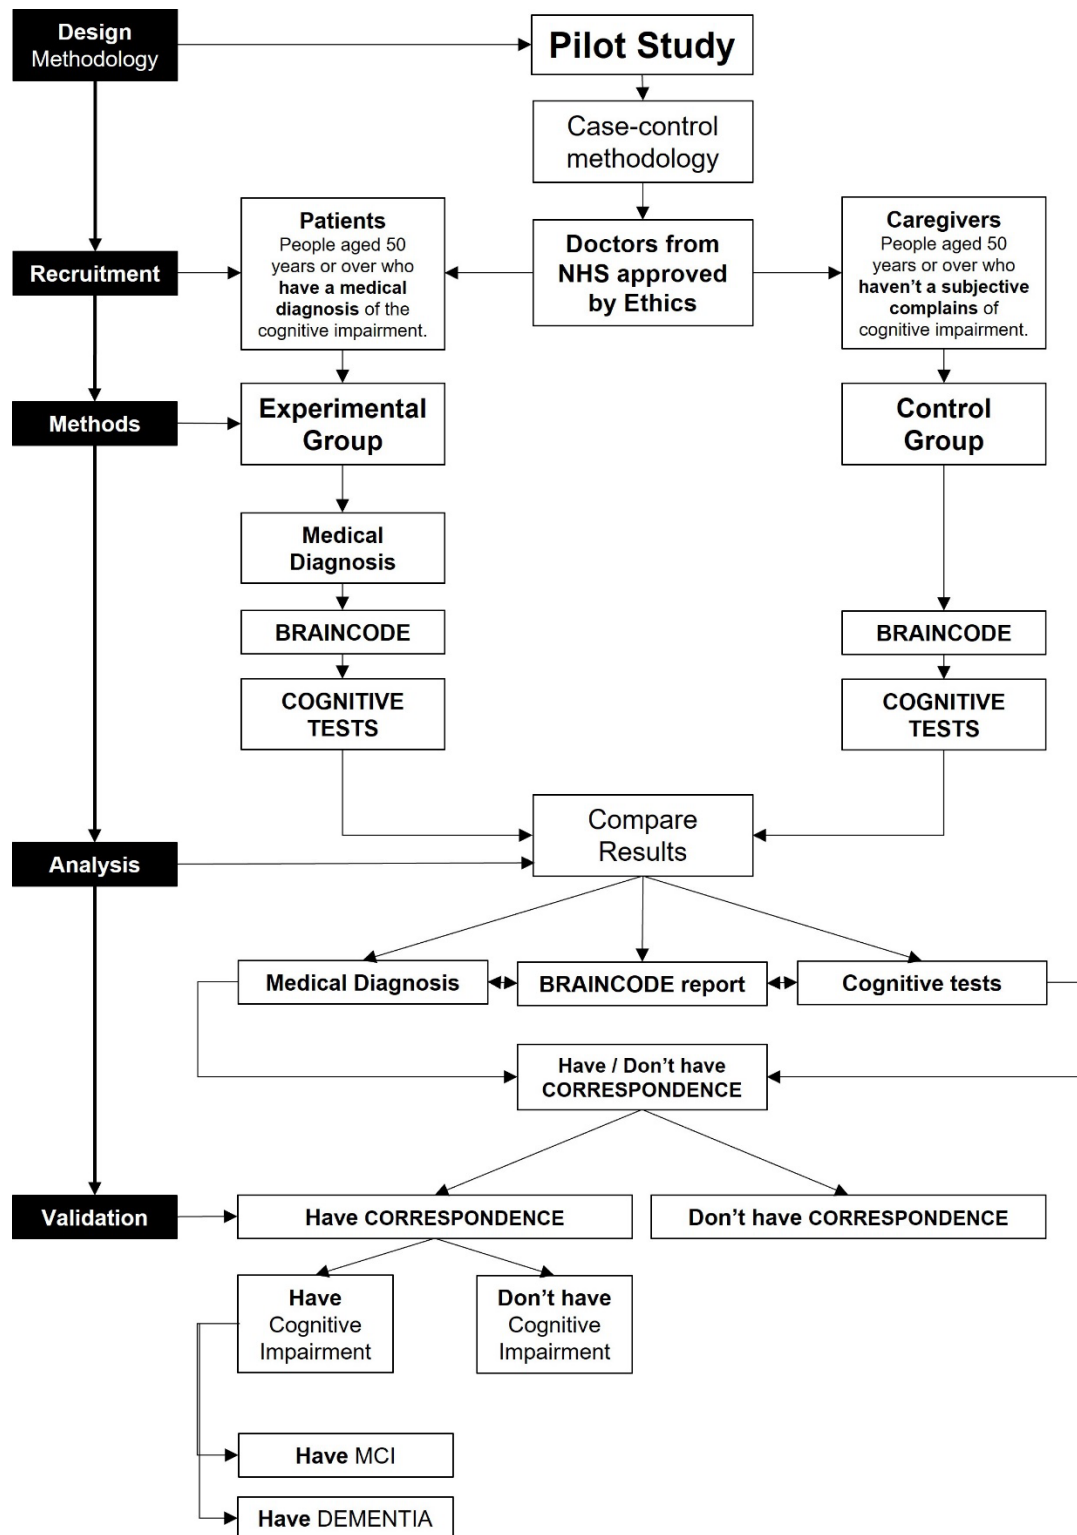 Design
Methodology
Pilot Study
Case-control
methodology
Recruitment
Patients
People aged 50
years or over who
have a medical
diagnosis of the
cognitive impairment.
Doctors from
NHS approved
by Ethics
Caregivers
People aged 50
years or over who
haven't a subjective
complains of
cognitive impairment.
Methods
Experimental
Group
Control
Group
Medical
Diagnosis
BRAINCODE
BRAINCODE
COGNITIVE
TESTS
COGNITIVE
TESTS
Analysis
Compare
Results
Medical Diagnosis
BRAINCODE report
Cognitive tests
Have / Don't have
CORRESPONDENCE
Validation
Have CORRESPONDENCE
Don't have CORRESPONDENCE
Have
Cognitive
Impairment
Don't have
Cognitive
Impairment
Have MCI
Have DEMENTIA